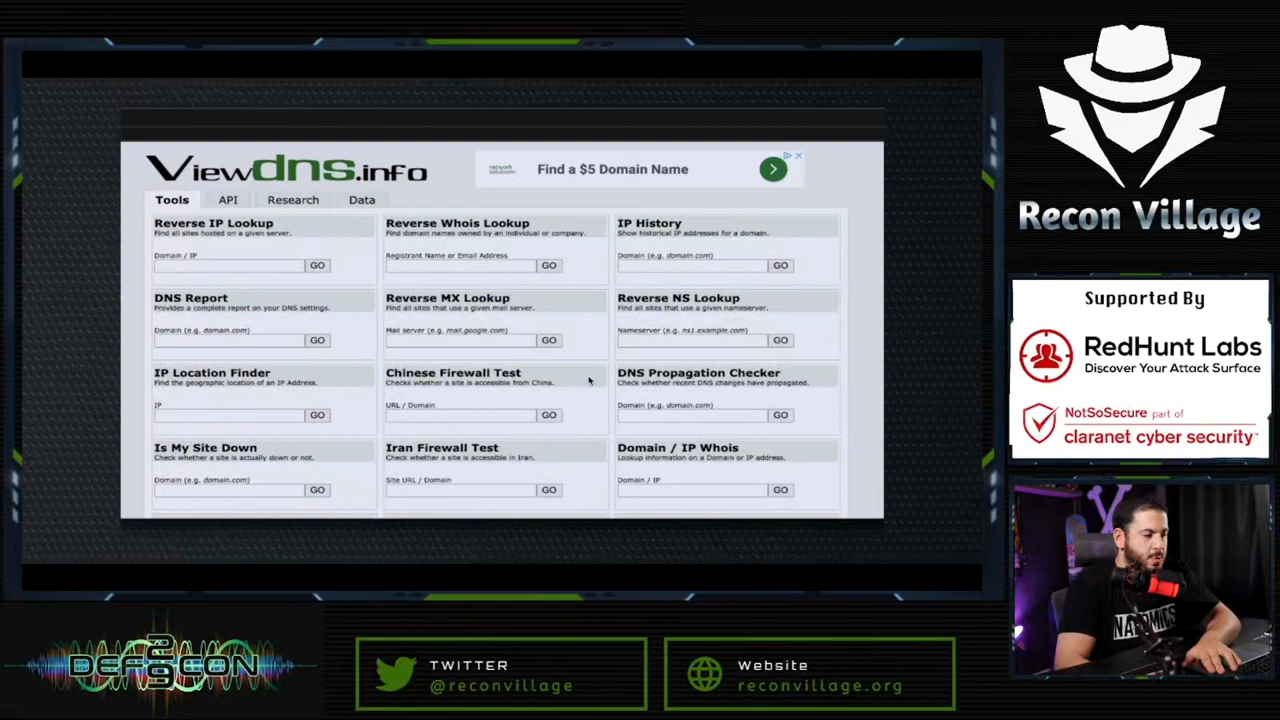 Viewdns.info
network solutions
Find a $5 Domain Name
Tools
API
Research
Data
Reverse IP Lookup
Find all sites hosted on a given server.
Domain / IP
GO
Reverse Whois Lookup
Find domain names owned by an individual or company.
Registrant Name or Email Address
GO
IP History
Show historical IP addresses for a domain.
Domain (e.g. domain.com)
GO
DNS Report
Provides a complete report on your DNS settings.
Domain (e.g. domain.com)
GO
Reverse MX Lookup
Find all sites that use a given mail server.
Mail server (e.g. mail.google.com)
GO
Reverse NS Lookup
Find all sites that use a given nameserver.
Nameserver (e.g. ns1.example.com)
GO
IP Location Finder
Find the geographic location of an IP Address.
IP
GO
Chinese Firewall Test
Checks whether a site is accessible from China.
URL / Domain
GO
DNS Propagation Checker
Check whether recent DNS changes have propagated.
Domain (e.g. domain.com)
GO
Is My Site Down
Check whether a site is actually down or not.
Domain (e.g. domain.com)
GO
Iran Firewall Test
Check whether a site is accessible in Iran.
Site URL / Domain
GO
Domain / IP Whois
Lookup information on a Domain or IP address.
Domain / IP
GO
Recon Village
Supported By
RedHunt Labs
Discover Your Attack Surface
NotSoSecure part of
claranet cyber security™
DEFCON
29
TWITTER
@reconvillage
Website
reconvillage.org